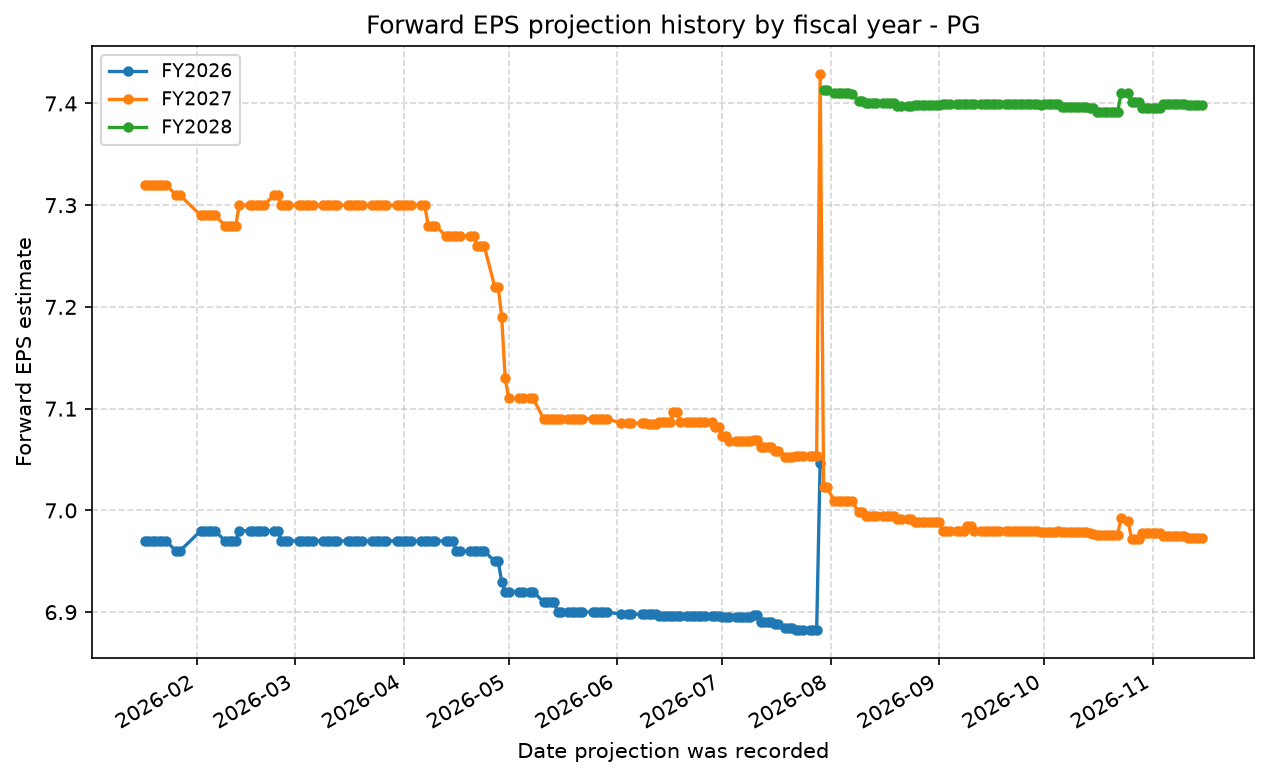 Forward EPS projection history by fiscal year - PG
FY2026
FY2027
FY2028
Forward EPS estimate
7.4
7.3
7.2
7.1
7.0
6.9
2026-02
2026-03
2026-04
2026-05
2026-06
2026-07
2026-08
2026-09
2026-10
2026-11
Date projection was recorded